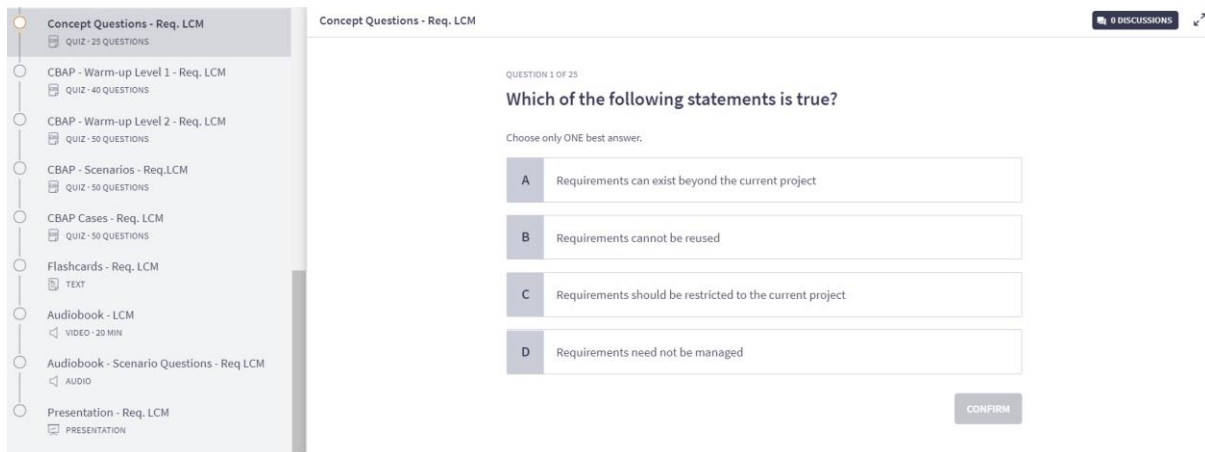 Concept Questions - Req. LCM
QUIZ · 25 QUESTIONS
CBAP - Warm-up Level 1 - Req. LCM
QUIZ · 40 QUESTIONS
CBAP - Warm-up Level 2 - Req. LCM
QUIZ · 50 QUESTIONS
CBAP - Scenarios - Req.LCM
QUIZ · 50 QUESTIONS
CBAP Cases - Req. LCM
QUIZ · 50 QUESTIONS
Flashcards - Req. LCM
TEXT
Audiobook - LCM
VIDEO · 20 MIN
Audiobook - Scenario Questions - Req LCM
AUDIO
Presentation - Req. LCM
PRESENTATION
Concept Questions - Req. LCM
0 DISCUSSIONS
QUESTION 1 OF 25
Which of the following statements is true?
Choose only ONE best answer.
A Requirements can exist beyond the current project
B Requirements cannot be reused
C Requirements should be restricted to the current project
D Requirements need not be managed
CONFIRM